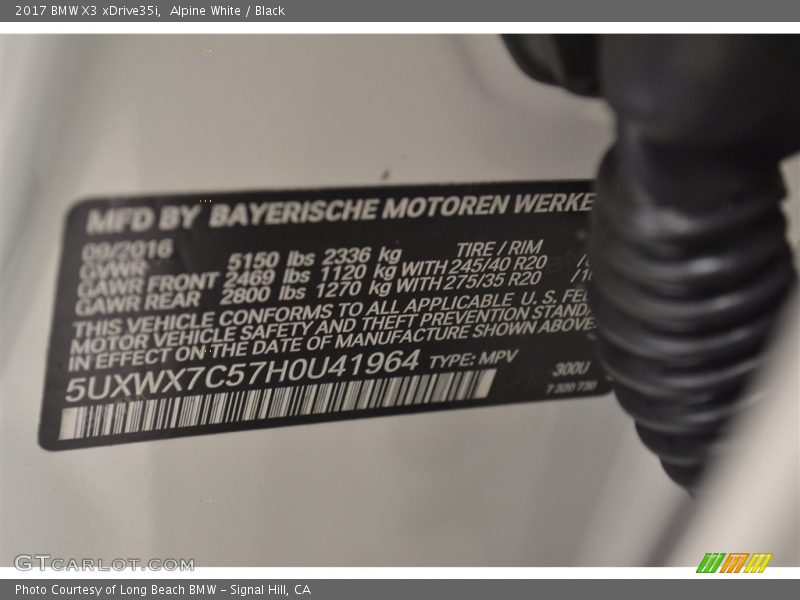 2017 BMW X3 xDrive35i, Alpine White / Black
MFD BY BAYERISCHE MOTOREN WERKE
09/2016 TIRE / RIM
GVWR 5150 lbs 2336 kg
GAWR FRONT 2469 lbs 1120 kg WITH 245/40 R20
GAWR REAR 2800 lbs 1270 kg WITH 275/35 R20
THIS VEHICLE CONFORMS TO ALL APPLICABLE U. S. FE
MOTOR VEHICLE SAFETY AND THEFT PREVENTION STAND
IN EFFECT ON THE DATE OF MANUFACTURE SHOWN ABOVE
5UXWX7C57H0U41964 TYPE: MPV
300U
7 320 730
GTCARLOT.COM
Photo Courtesy of Long Beach BMW - Signal Hill, CA